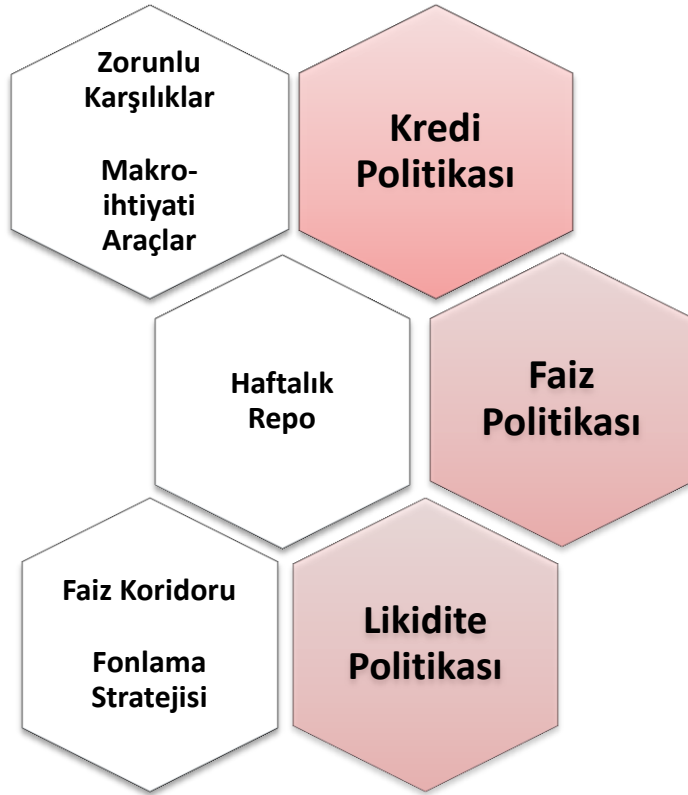 Zorunlu
Karşılıklar
Makro-
ihtiyati
Araçlar
Kredi
Politikası
Haftalık
Repo
Faiz
Politikası
Faiz Koridoru
Fonlama
Stratejisi
Likidite
Politikası